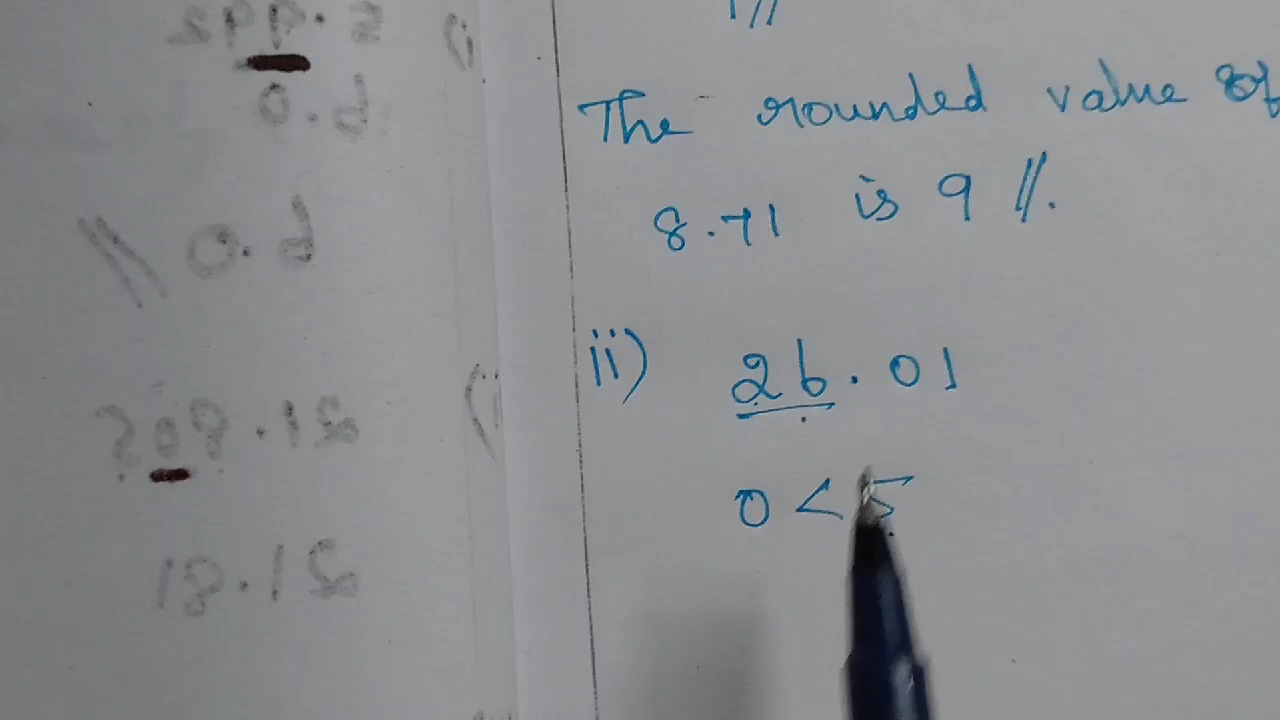 The rounded value of
8.71 is 9 //.
ii) 26.01
0 < 5